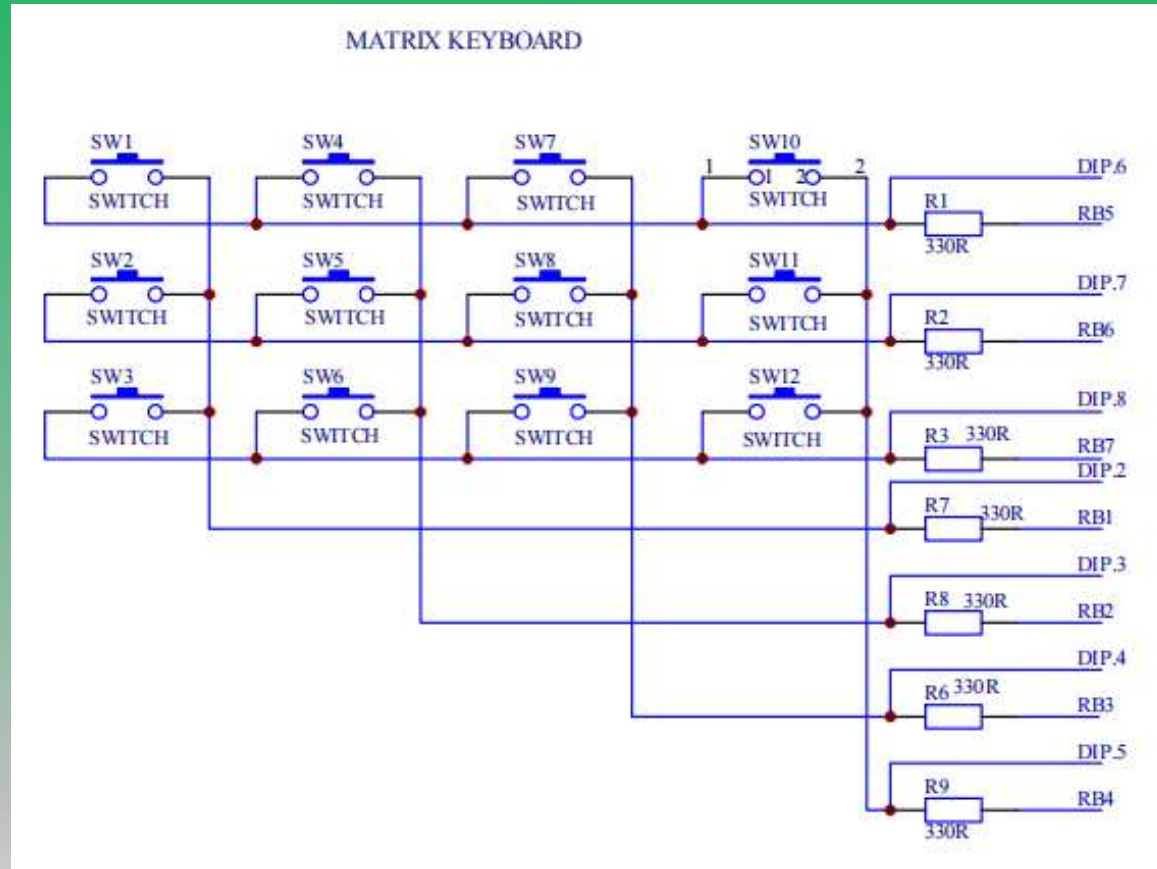 MATRIX KEYBOARD
SW1 SW4 SW7 SW10
1 1 2 2 DIP.6
SWITCH SWITCH SWITCH SWITCH R1 RB5
330R
SW2 SW5 SW8 SW11 DIP.7
SWITCH SWITCH SWITCH SWITCH R2 RB6
330R
SW3 SW6 SW9 SW12 DIP.8
SWITCH SWITCH SWITCH SWITCH R3 330R RB7
DIP.2
R7 330R RB1
DIP.3
R8 330R RB2
DIP.4
R6 330R RB3
DIP.5
R9 RB4
330R